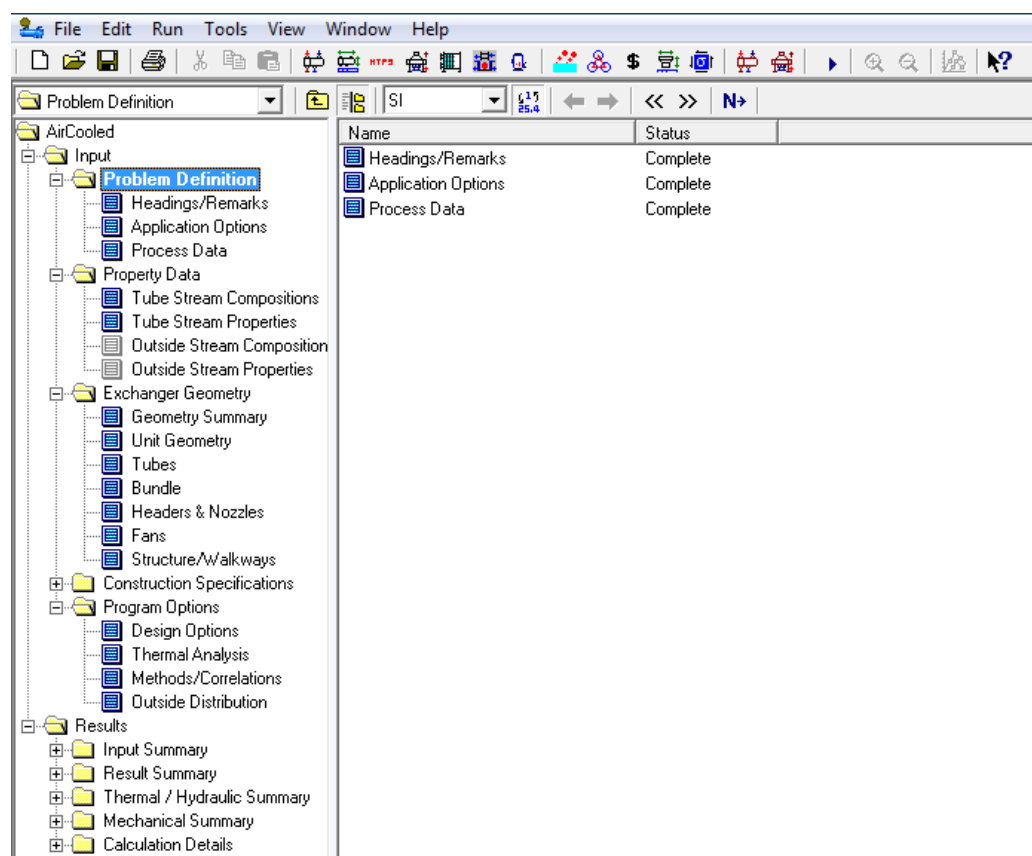 File Edit Run Tools View Window Help
HTFS $ N?
Problem Definition SI 25.4 << >> N→
AirCooled
Input
Problem Definition
Headings/Remarks
Application Options
Process Data
Property Data
Tube Stream Compositions
Tube Stream Properties
Outside Stream Composition
Outside Stream Properties
Exchanger Geometry
Geometry Summary
Unit Geometry
Tubes
Bundle
Headers & Nozzles
Fans
Structure/Walkways
Construction Specifications
Program Options
Design Options
Thermal Analysis
Methods/Correlations
Outside Distribution
Results
Input Summary
Result Summary
Thermal / Hydraulic Summary
Mechanical Summary
Calculation Details
Name Status
Headings/Remarks Complete
Application Options Complete
Process Data Complete